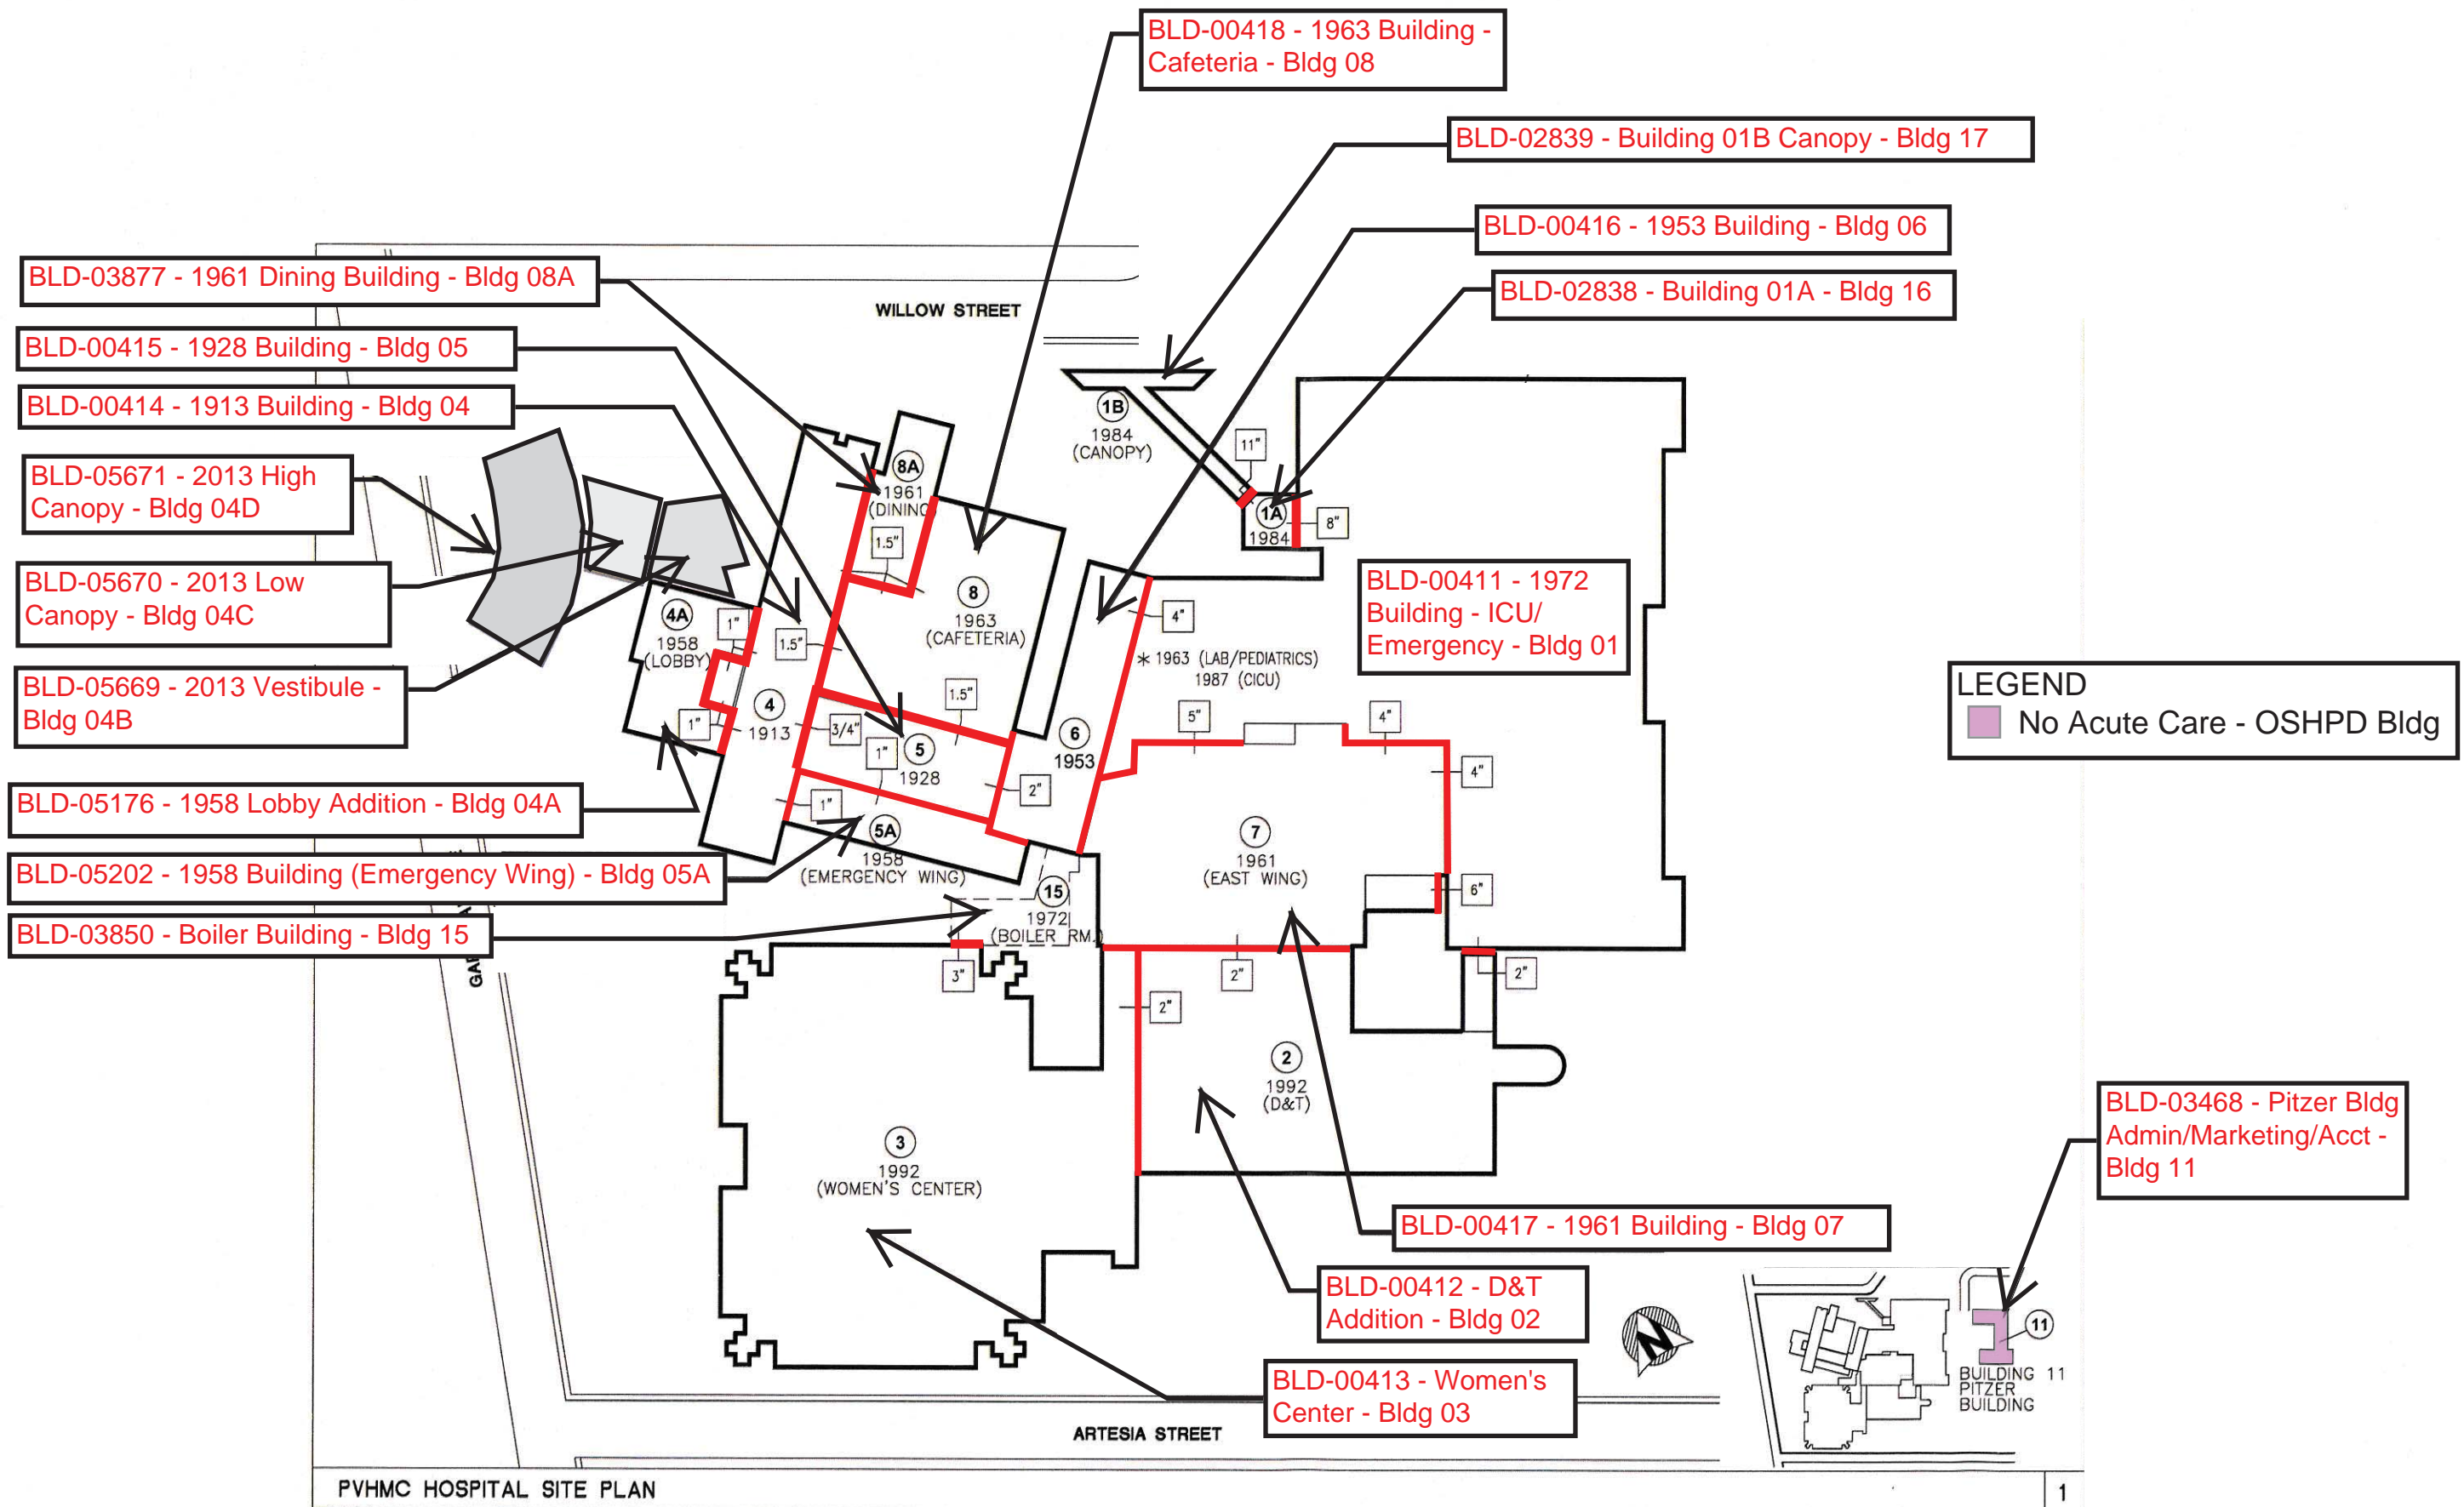 BLD-00418 - 1963 Building -
Cafeteria - Bldg 08
BLD-02839 - Building 01B Canopy - Bldg 17
BLD-00416 - 1953 Building - Bldg 06
BLD-02838 - Building 01A - Bldg 16
BLD-03877 - 1961 Dining Building - Bldg 08A
BLD-00415 - 1928 Building - Bldg 05
BLD-00414 - 1913 Building - Bldg 04
BLD-05671 - 2013 High
Canopy - Bldg 04D
BLD-05670 - 2013 Low
Canopy - Bldg 04C
BLD-05669 - 2013 Vestibule -
Bldg 04B
BLD-05176 - 1958 Lobby Addition - Bldg 04A
BLD-05202 - 1958 Building (Emergency Wing) - Bldg 05A
BLD-03850 - Boiler Building - Bldg 15
WILLOW STREET
1B
1984
(CANOPY)
11"
1A
1984
8"
8A
1961
(DINING)
1.5"
8
1963
(CAFETERIA)
4A
1958
(LOBBY)
1"
1.5"
1"
4
1913
3/4"
1.5"
5
1928
1"
2"
1"
5A
1958
(EMERGENCY WING)
6
1953
4"
* 1963 (LAB/PEDIATRICS)
1987 (CICU)
BLD-00411 - 1972
Building - ICU/
Emergency - Bldg 01
5"
4"
4"
6"
7
1961
(EAST WING)
15
1972
(BOILER RM.)
3"
2"
2"
2"
2
1992
(D&T)
3
1992
(WOMEN'S CENTER)
LEGEND
No Acute Care - OSHPD Bldg
BLD-03468 - Pitzer Bldg
Admin/Marketing/Acct -
Bldg 11
BLD-00417 - 1961 Building - Bldg 07
BLD-00412 - D&T
Addition - Bldg 02
BLD-00413 - Women's
Center - Bldg 03
N
11
BUILDING 11
PITZER
BUILDING
ARTESIA STREET
PVHMC HOSPITAL SITE PLAN
1